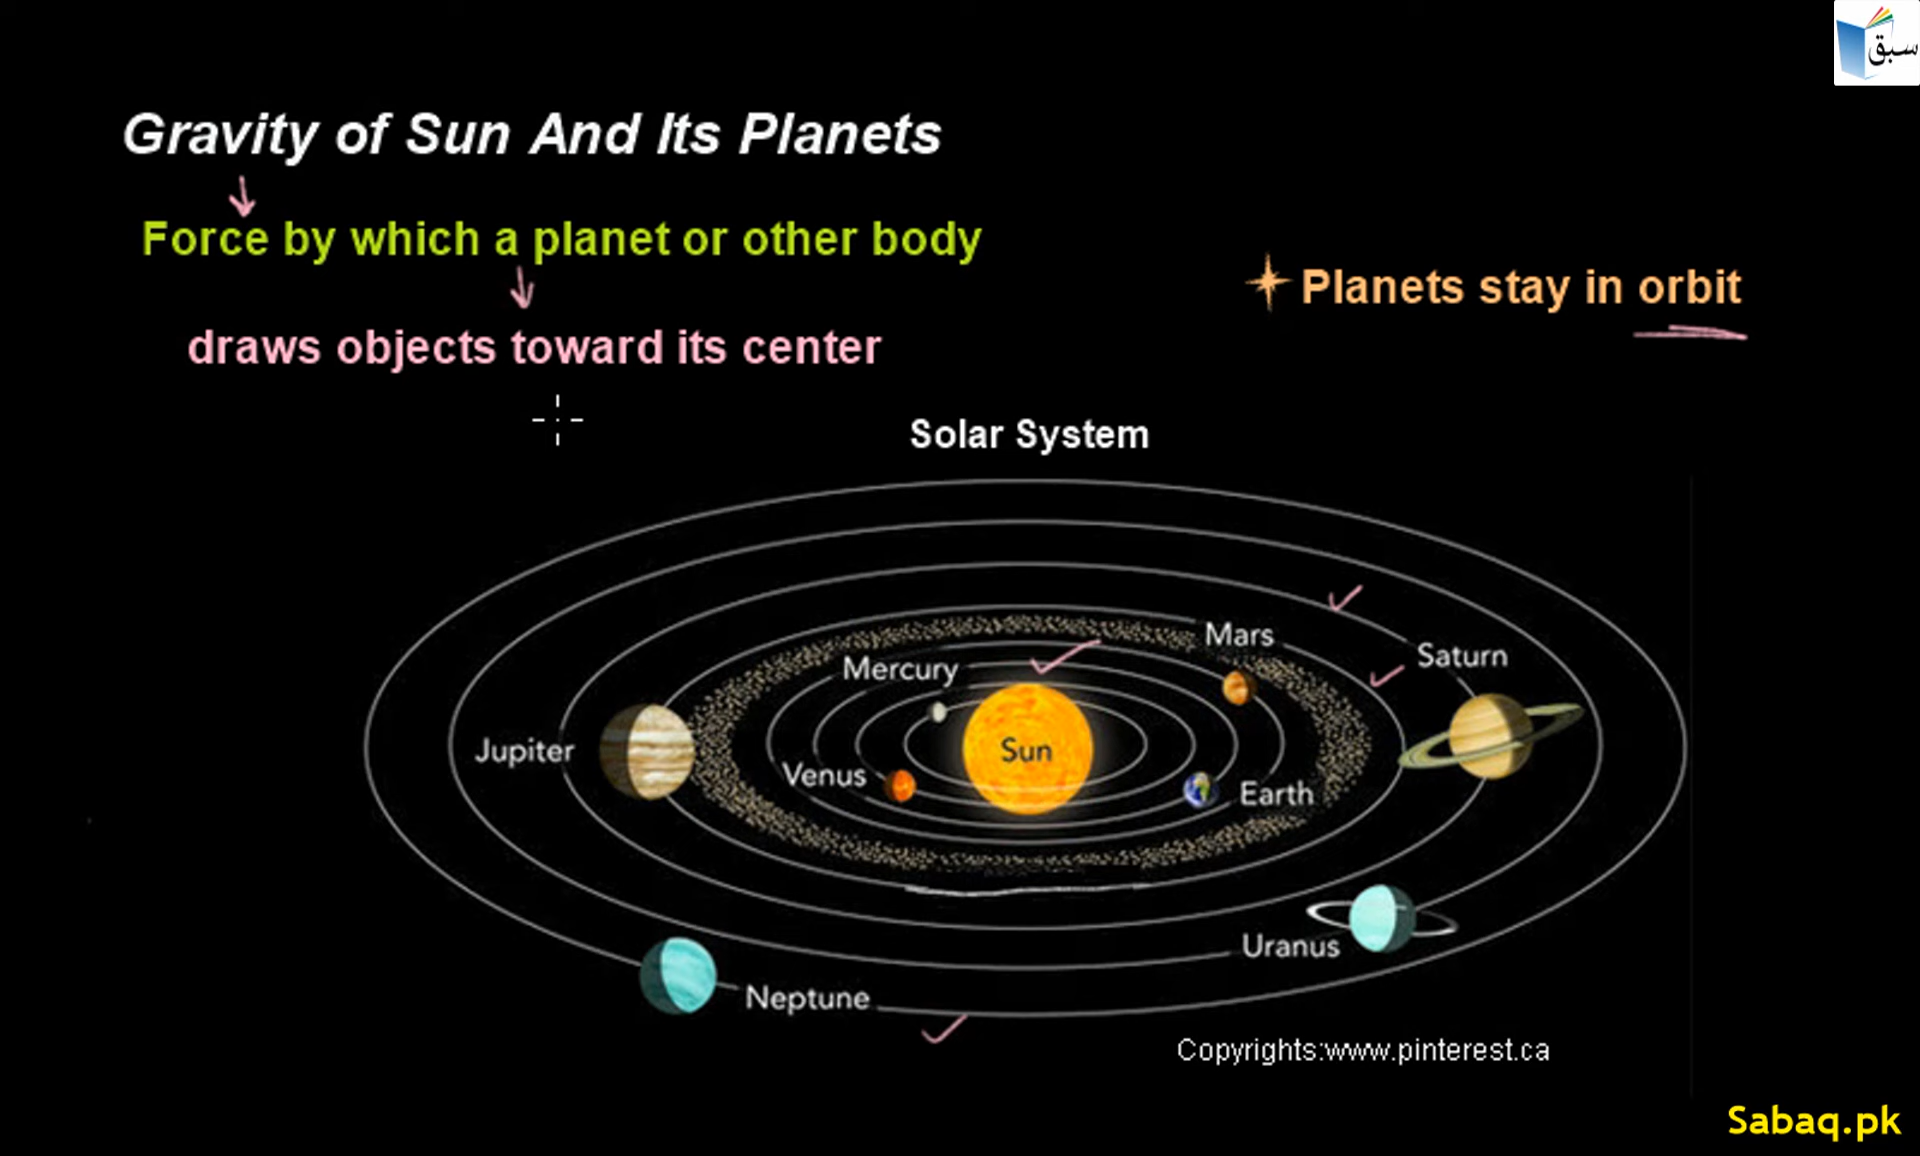 سبق
Gravity of Sun And Its Planets
Force by which a planet or other body
draws objects toward its center
Planets stay in orbit
Solar System
Mars
Saturn
Mercury
Jupiter
Sun
Venus
Earth
Uranus
Neptune
Copyrights:www.pinterest.ca
Sabaq.pk